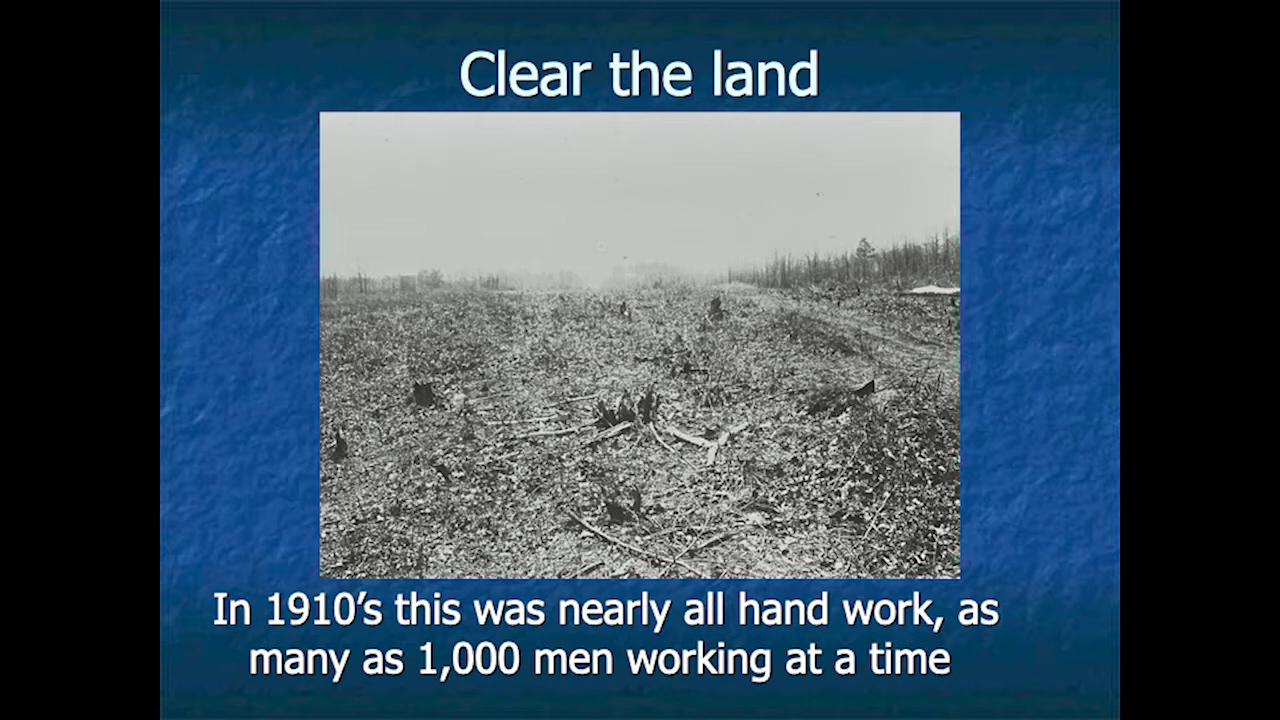 Clear the land
In 1910’s this was nearly all hand work, as
many as 1,000 men working at a time